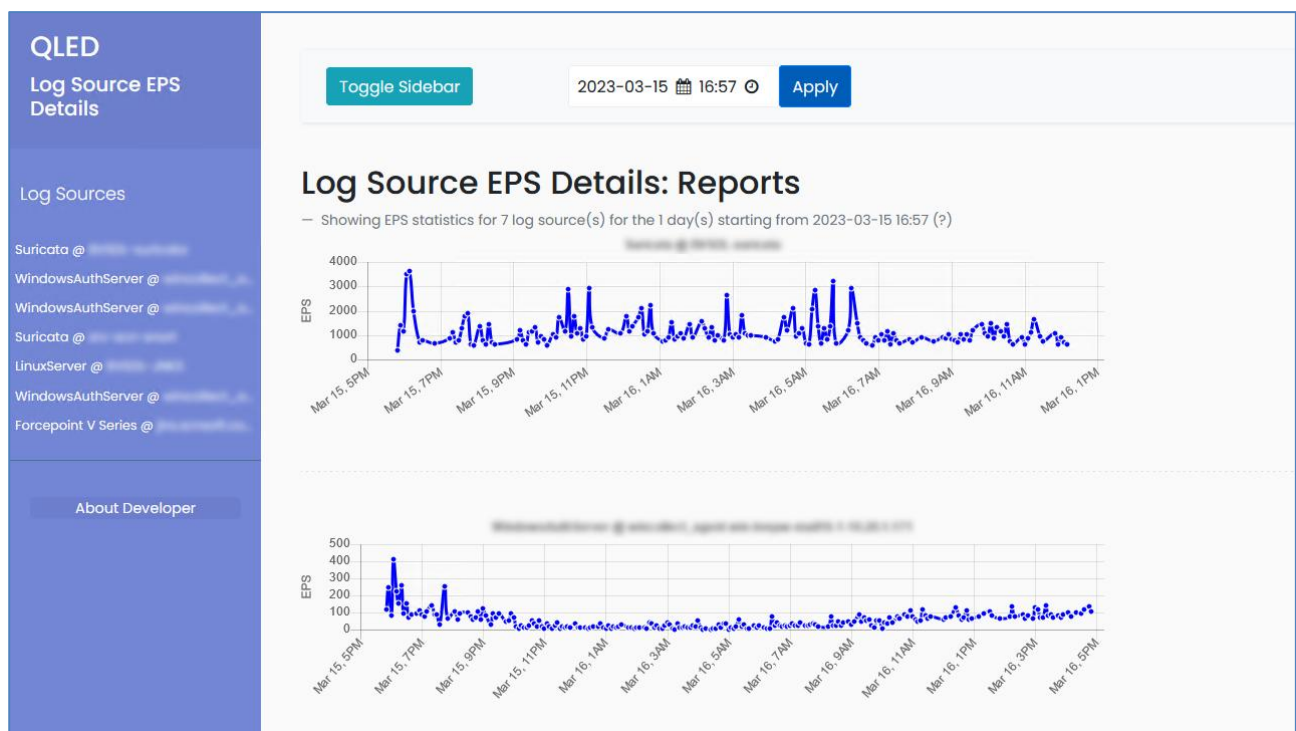 QLED
Log Source EPS
Details
Log Sources
Suricata @
WindowsAuthServer @
WindowsAuthServer @
Suricata @
LinuxServer @
WindowsAuthServer @
Forcepoint V Series @
About Developer
Toggle Sidebar
2023-03-15 16:57
Apply
Log Source EPS Details: Reports
— Showing EPS statistics for 7 log source(s) for the 1 day(s) starting from 2023-03-15 16:57 (?)
EPS
4000
3000
2000
1000
0
Mar 15, 5PM
Mar 15, 7PM
Mar 15, 9PM
Mar 15, 11PM
Mar 16, 1AM
Mar 16, 3AM
Mar 16, 5AM
Mar 16, 7AM
Mar 16, 9AM
Mar 16, 11AM
Mar 16, 1PM
EPS
500
400
300
200
100
0
Mar 15, 5PM
Mar 15, 7PM
Mar 15, 9PM
Mar 15, 11PM
Mar 16, 1AM
Mar 16, 3AM
Mar 16, 5AM
Mar 16, 7AM
Mar 16, 9AM
Mar 16, 11AM
Mar 16, 1PM
Mar 16, 3PM
Mar 16, 5PM